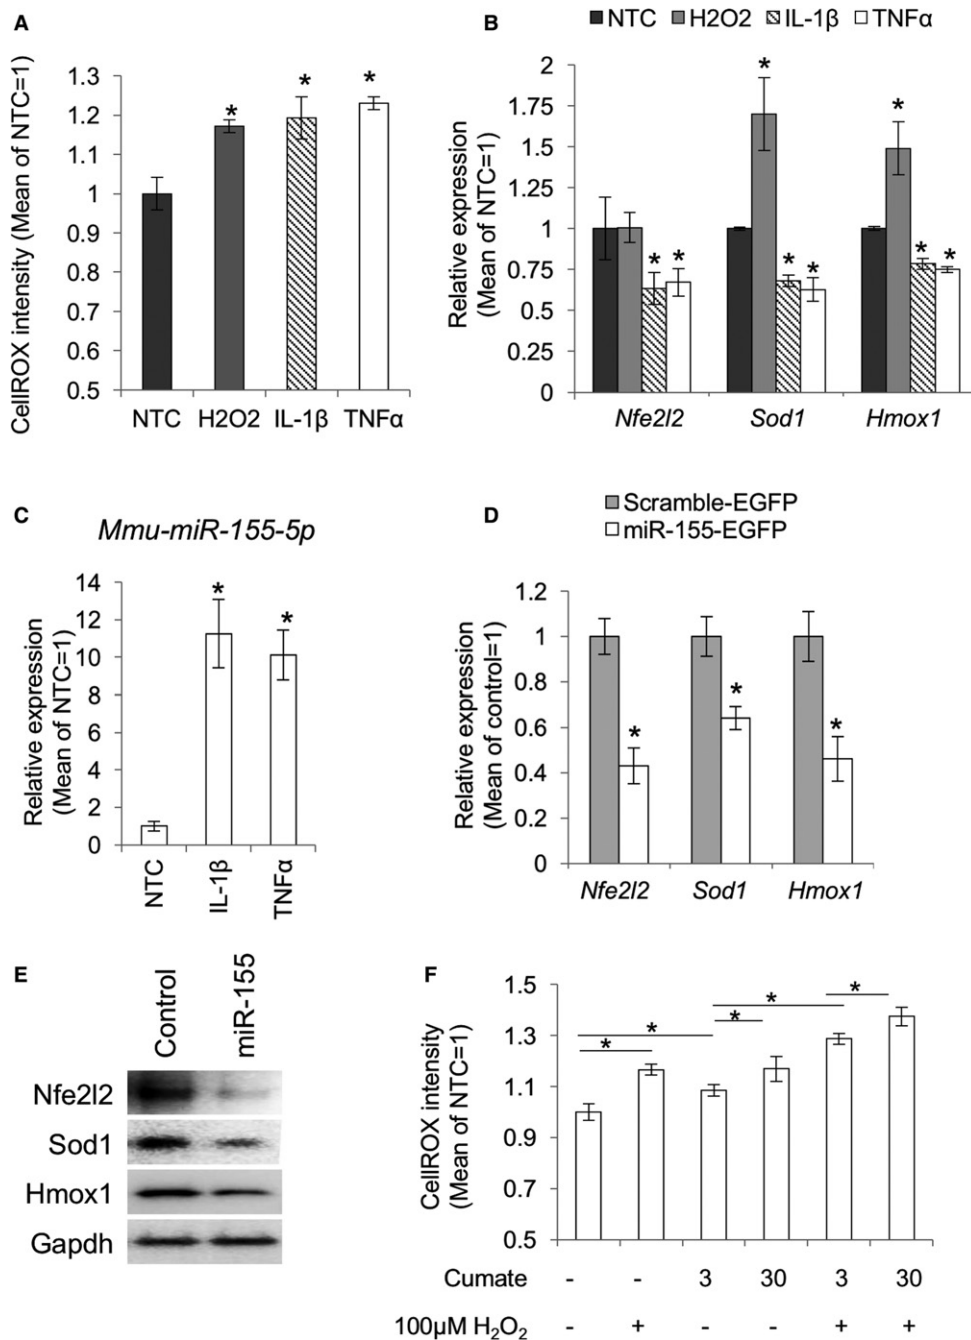 A
CellROX intensity (Mean of NTC=1)
1.3
1.2
1.1
1
1.2
0.9
0.8
0.7
0.6
0.5
NTC H2O2 IL-1β TNFα
* * *
B
NTC H2O2 IL-1β TNFα
Relative expression
(Mean of NTC=1)
2
1.75
1.5
1.25
1
0.75
0.5
0.25
0
* * * * * * * *
Nfe2l2 Sod1 Hmox1
C
Mmu-miR-155-5p
Relative expression
(Mean of NTC=1)
14
12
10
8
6
4
2
0
* *
NTC
IL-1β
TNFα
D
Scramble-EGFP
miR-155-EGFP
Relative expression
(Mean of control=1)
1.2
1
0.8
0.6
0.4
0.2
0
* * *
Nfe2l2 Sod1 Hmox1
E
Control
miR-155
Nfe2l2
Sod1
Hmox1
Gapdh
F
CellROX intensity
(Mean of NTC=1)
1.5
1.3
1.1
0.9
0.7
0.5
* * * * *
Cumate - - 3 30 3 30
100μM H₂O₂ - + - - + +